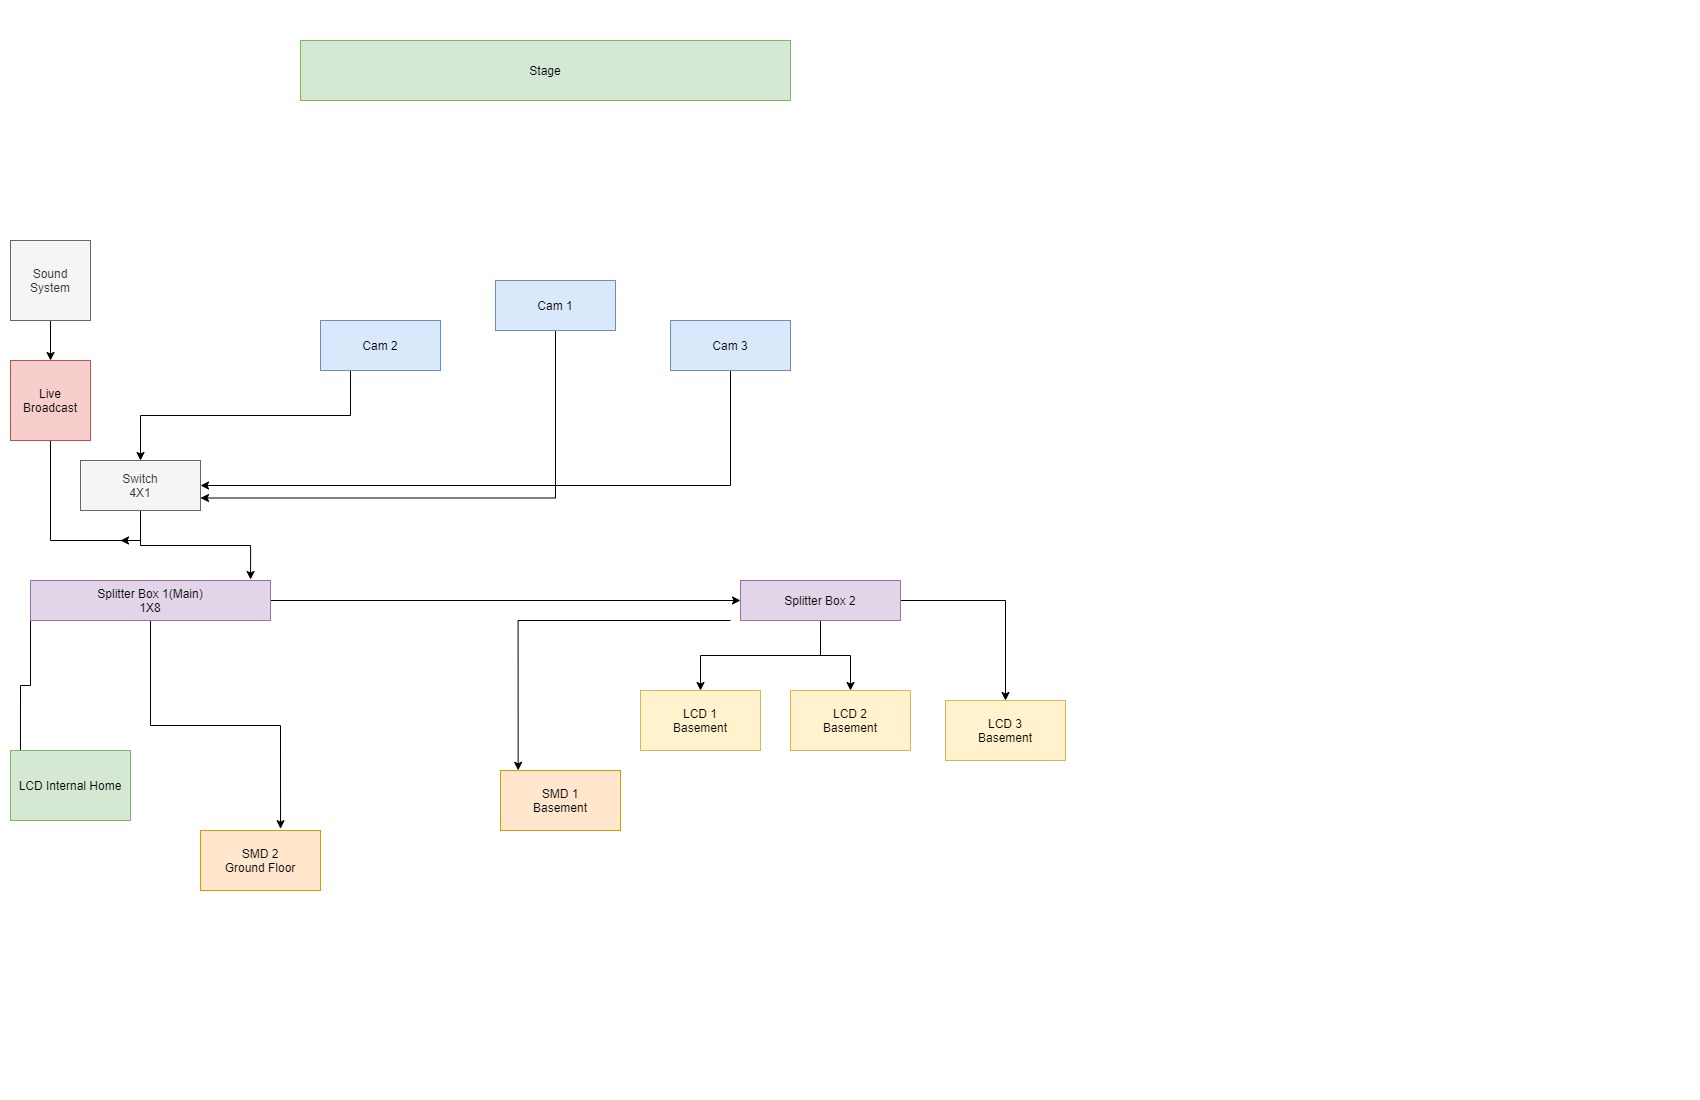 Stage
Sound
System
Cam 1
Cam 2
Cam 3
Live
Broadcast
Switch
4X1
Splitter Box 1(Main)
1X8
Splitter Box 2
LCD 1
Basement
LCD 2
Basement
LCD 3
Basement
LCD Internal Home
SMD 1
Basement
SMD 2
Ground Floor